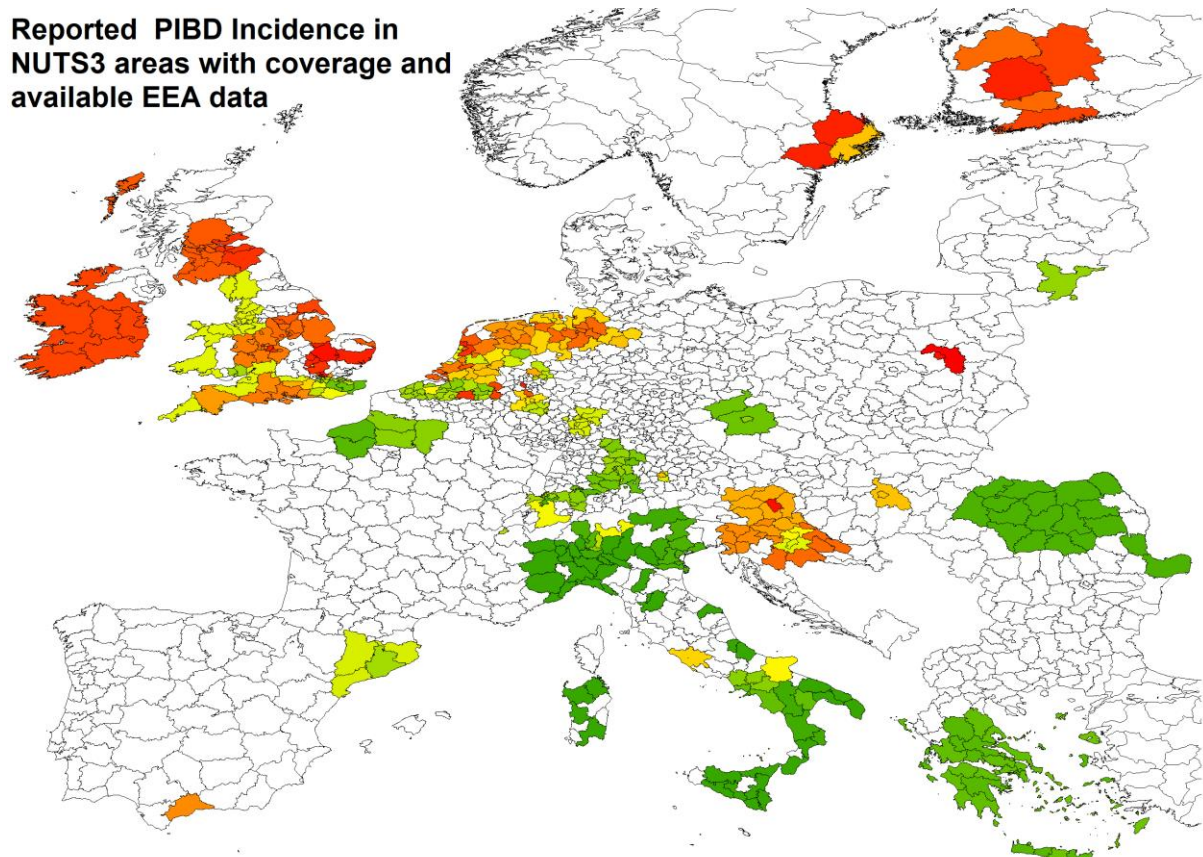 Reported PIBD Incidence in
NUTS3 areas with coverage and
available EEA data